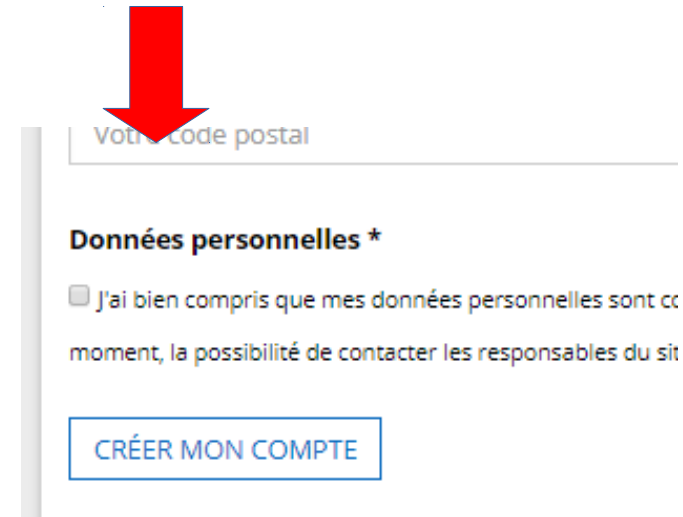 Votre code postal
Données personnelles *
J'ai bien compris que mes données personnelles sont
moment, la possibilité de contacter les responsables du
CRÉER MON COMPTE